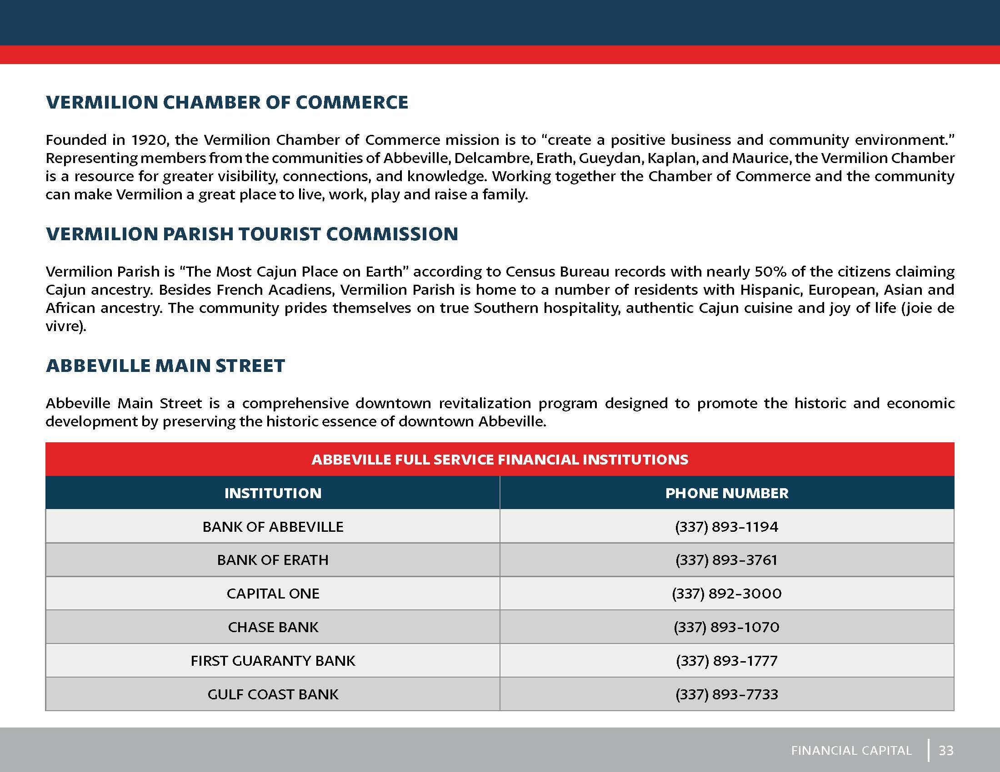 VERMILION CHAMBER OF COMMERCE
Founded in 1920, the Vermilion Chamber of Commerce mission is to “create a positive business and community environment.”
Representing members from the communities of Abbeville, Delcambre, Erath, Gueydan, Kaplan, and Maurice, the Vermilion Chamber
is a resource for greater visibility, connections, and knowledge. Working together the Chamber of Commerce and the community
can make Vermilion a great place to live, work, play and raise a family.
VERMILION PARISH TOURIST COMMISSION
Vermilion Parish is “The Most Cajun Place on Earth” according to Census Bureau records with nearly 50% of the citizens claiming
Cajun ancestry. Besides French Acadiens, Vermilion Parish is home to a number of residents with Hispanic, European, Asian and
African ancestry. The community prides themselves on true Southern hospitality, authentic Cajun cuisine and joy of life (joie de
vivre).
ABBEVILLE MAIN STREET
Abbeville Main Street is a comprehensive downtown revitalization program designed to promote the historic and economic
development by preserving the historic essence of downtown Abbeville.
ABBEVILLE FULL SERVICE FINANCIAL INSTITUTIONS
INSTITUTION PHONE NUMBER
BANK OF ABBEVILLE (337) 893-1194
BANK OF ERATH (337) 893-3761
CAPITAL ONE (337) 892-3000
CHASE BANK (337) 893-1070
FIRST GUARANTY BANK (337) 893-1777
GULF COAST BANK (337) 893-7733
FINANCIAL CAPITAL 33